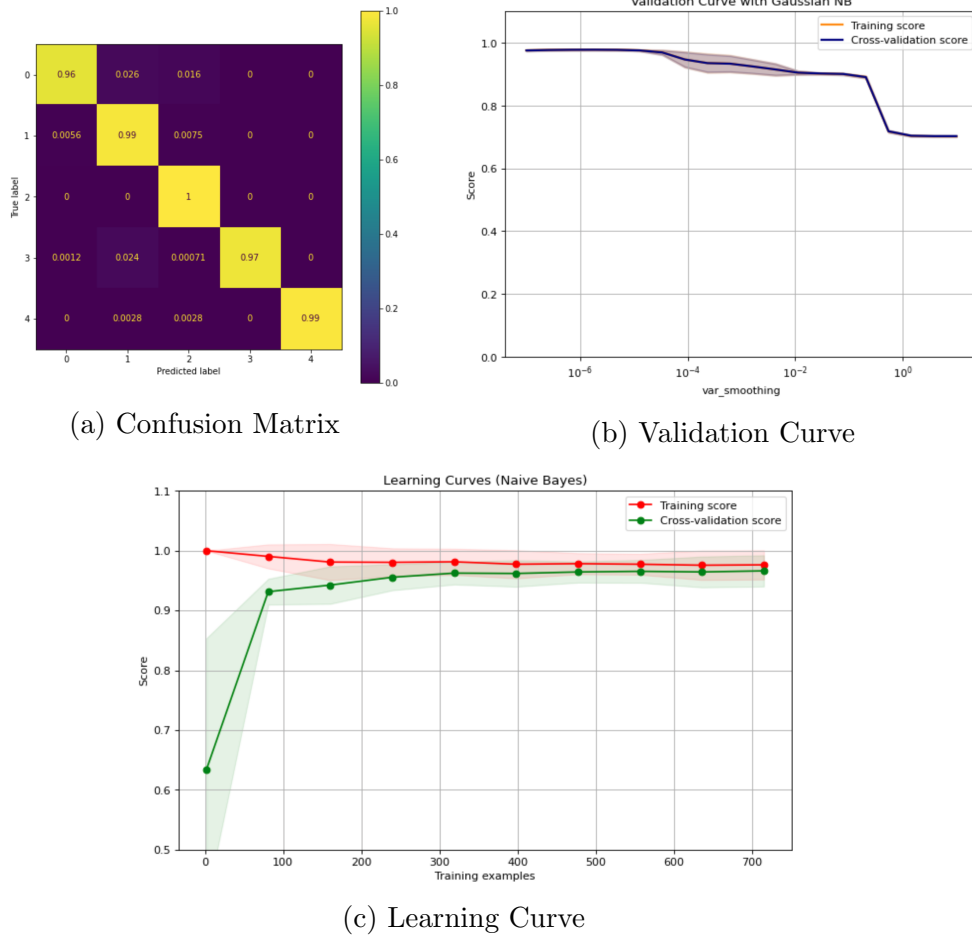 Validation Curve with Gaussian NB
1.0
0.8
0.6
0.4
0.2
0.0
True label
0
1
2
3
4
0.96 0.026 0.016 0 0
0.0056 0.99 0.0075 0 0
0 0 1 0 0
0.0012 0.024 0.00071 0.97 0
0 0.0028 0.0028 0.99
0 1 2 3 4
Predicted label
(a) Confusion Matrix
Training score
Cross-validation score
Score
1.0
0.8
0.6
0.4
0.2
0.0
10⁻⁶ 10⁻⁴ 10⁻² 10⁰
var_smoothing
(b) Validation Curve
Learning Curves (Naive Bayes)
Training score
Cross-validation score
Score
1.1
1.0
0.9
0.8
0.7
0.6
0.5
0 100 200 300 400 500 600 700
Training examples
(c) Learning Curve